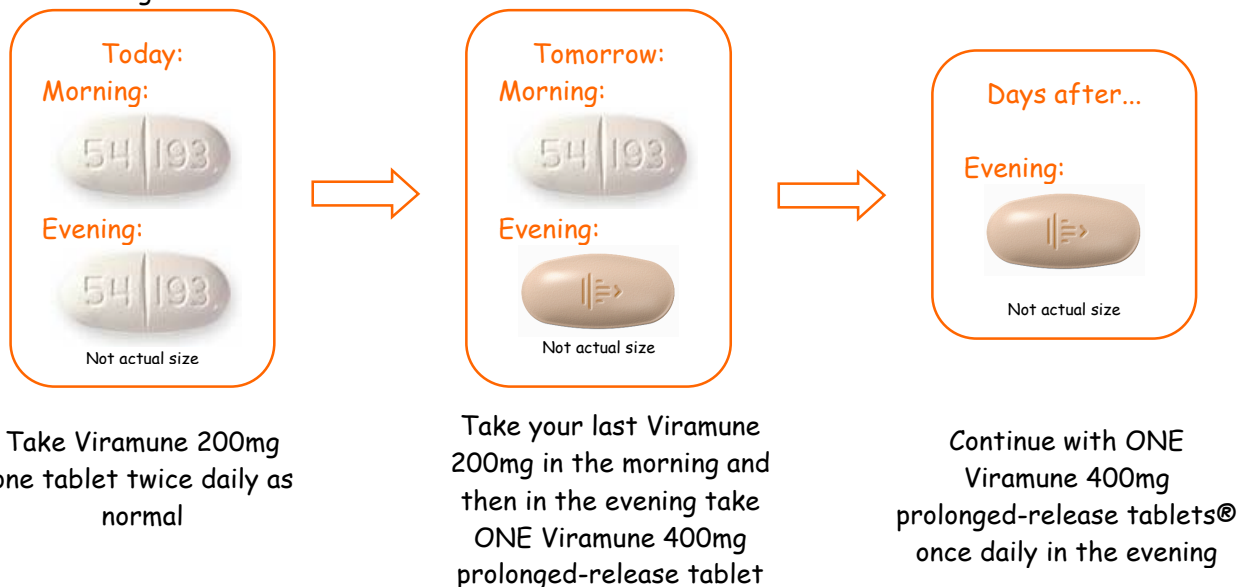 Today:
Morning:
54 193
Evening:
54 193
Not actual size
Take Viramune 200mg
one tablet twice daily as
normal
Tomorrow:
Morning:
54 193
Evening:
Not actual size
Take your last Viramune
200mg in the morning and
then in the evening take
ONE Viramune 400mg
prolonged-release tablet
Days after...
Evening:
Not actual size
Continue with ONE
Viramune 400mg
prolonged-release tablets®
once daily in the evening